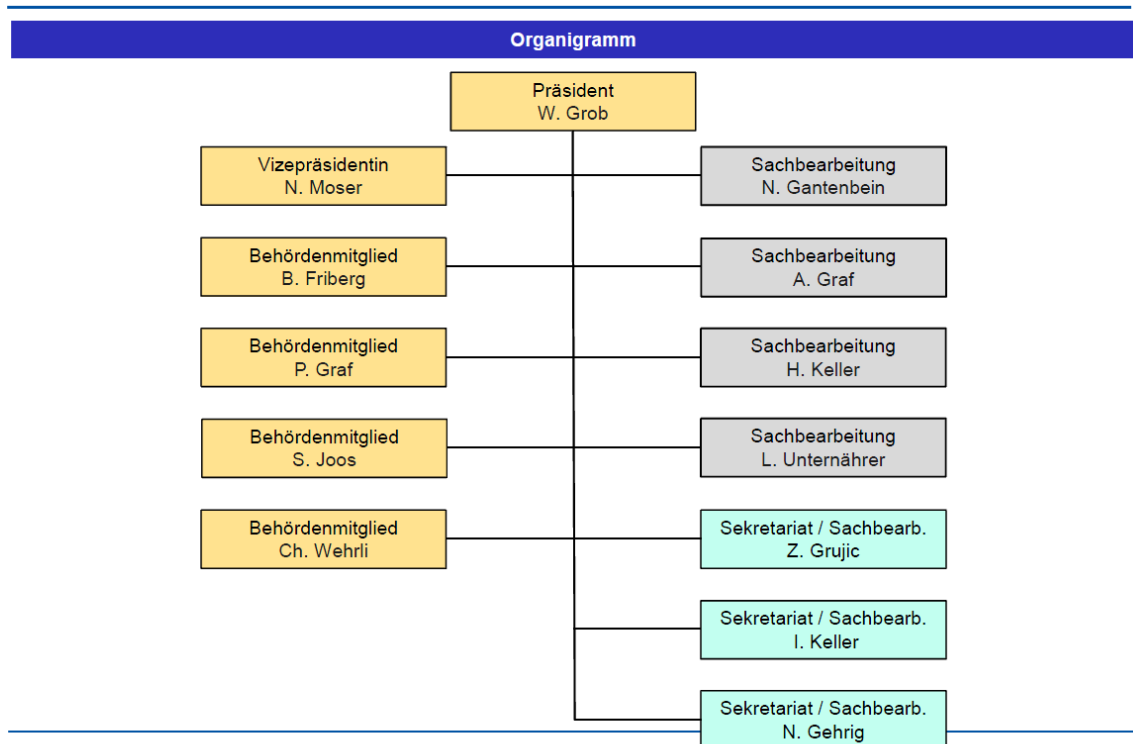 Organigramm
Präsident
W. Grob
Vizepräsidentin
N. Moser
Sachbearbeitung
N. Gantenbein
Behördenmitglied
B. Friberg
Sachbearbeitung
A. Graf
Behördenmitglied
P. Graf
Sachbearbeitung
H. Keller
Behördenmitglied
S. Joos
Sachbearbeitung
L. Unternährer
Behördenmitglied
Ch. Wehrli
Sekretariat / Sachbearb.
Z. Grujic
Sekretariat / Sachbearb.
I. Keller
Sekretariat / Sachbearb.
N. Gehrig